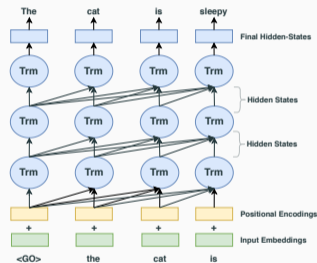 The cat is sleepy
Final Hidden-States
Trm Trm Trm Trm
Hidden States
Trm Trm Trm Trm
Hidden States
Trm Trm Trm Trm
Positional Encodings
+ + + +
Input Embeddings
<GO> the cat is